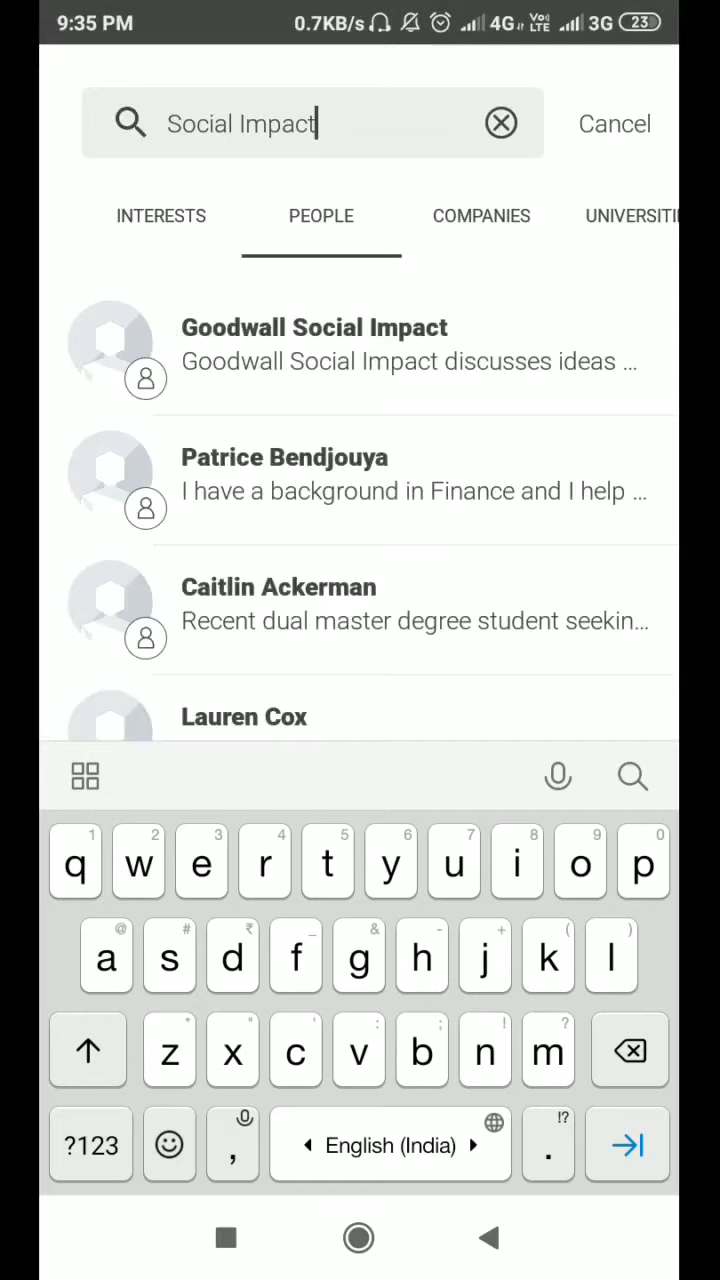 9:35 PM 0.7KB/s 4G Vo) LTE 3G 23
Social Impact Cancel
INTERESTS PEOPLE COMPANIES UNIVERSITI
Goodwall Social Impact
Goodwall Social Impact discusses ideas ...
Patrice Bendjouya
I have a background in Finance and I help ...
Caitlin Ackerman
Recent dual master degree student seekin...
Lauren Cox
1 2 3 4 5 6 7 8 9 0
q w e r t y u i o p
@ # ₹ _ & - + ( )
a s d f g h j k l
* " ' : ; ! ?
z x c v b n m
!?
?123 , English (India) .